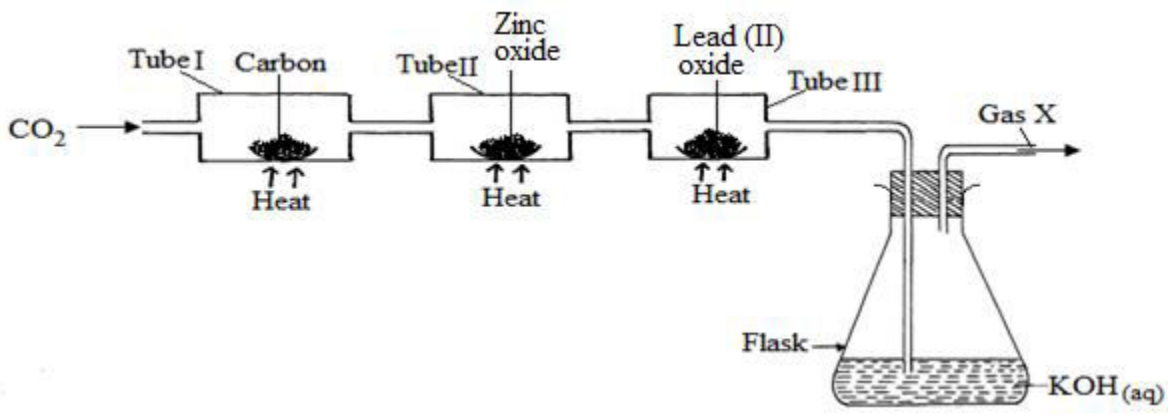 Tube I
Carbon
Tube II
Zinc
oxide
Lead (II)
oxide
Tube III
CO2
Heat
Heat
Heat
Gas X
Flask
KOH (aq)